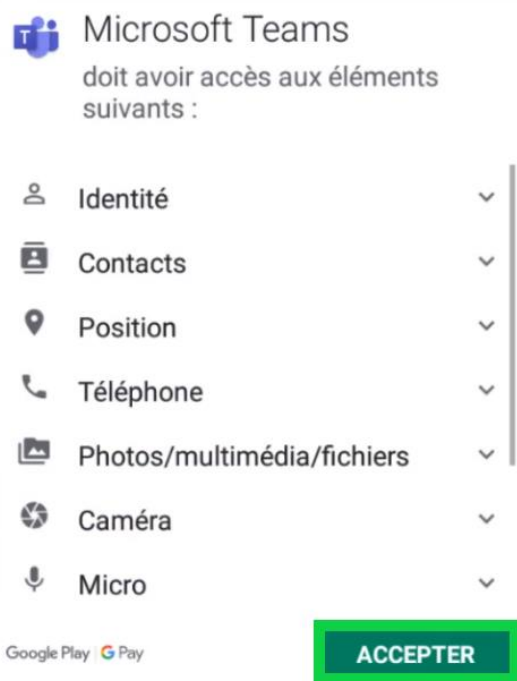 Microsoft Teams
doit avoir accès aux éléments
suivants :
Identité
Contacts
Position
Téléphone
Photos/multimédia/fichiers
Caméra
Micro
Google Play G Pay
ACCEPTER